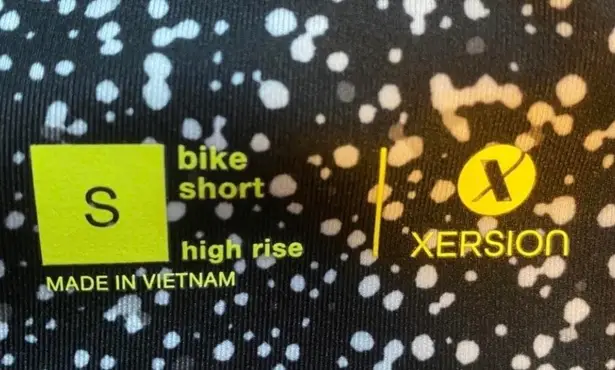 S
bike
short
high rise
MADE IN VIETNAM
X
XERSION